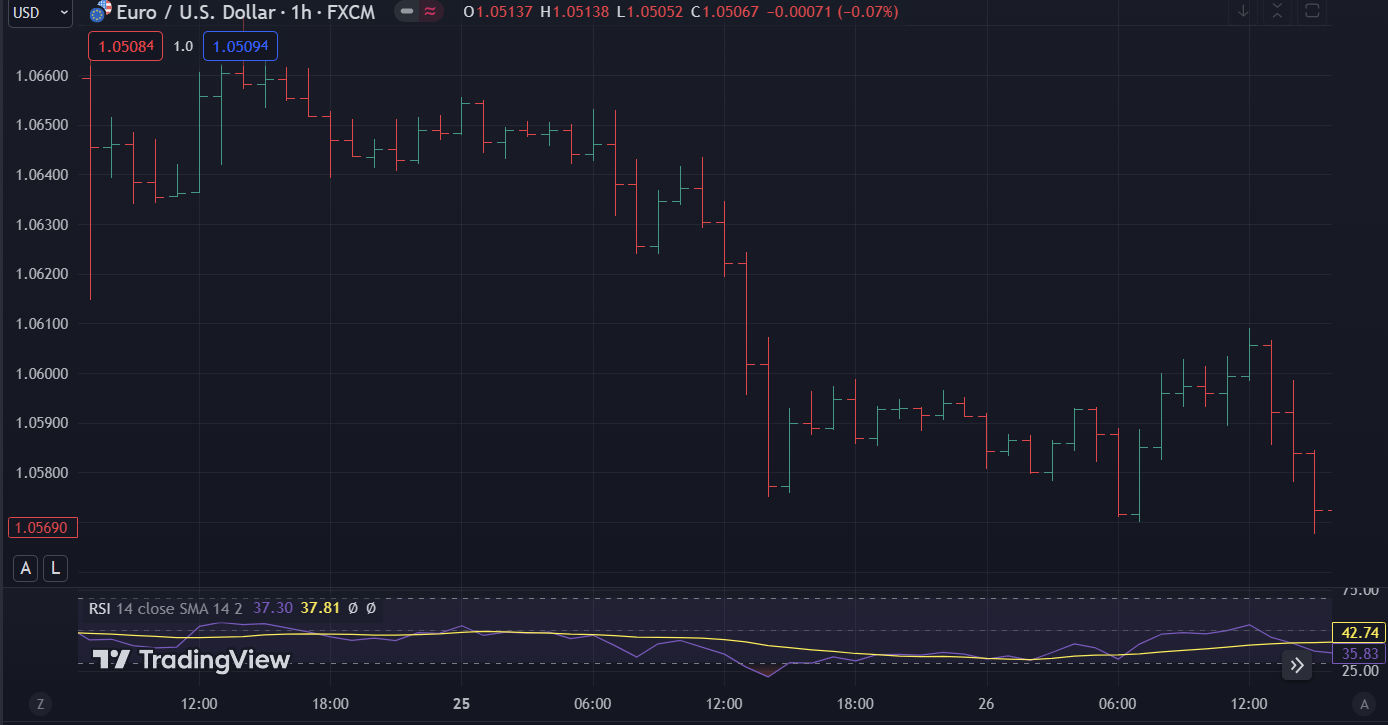 USD Euro / U.S. Dollar · 1h · FXCM O1.05137 H1.05138 L1.05052 C1.05067 −0.00071 (−0.07%)
1.05084 1.0 1.05094
1.06600
1.06500
1.06400
1.06300
1.06200
1.06100
1.06000
1.05900
1.05800
1.05690
A L
RSI 14 close SMA 14 2 37.30 37.81 Ø Ø
75.00
42.74
35.83
25.00
TradingView
Z 12:00 18:00 25 06:00 12:00 18:00 26 06:00 12:00 A